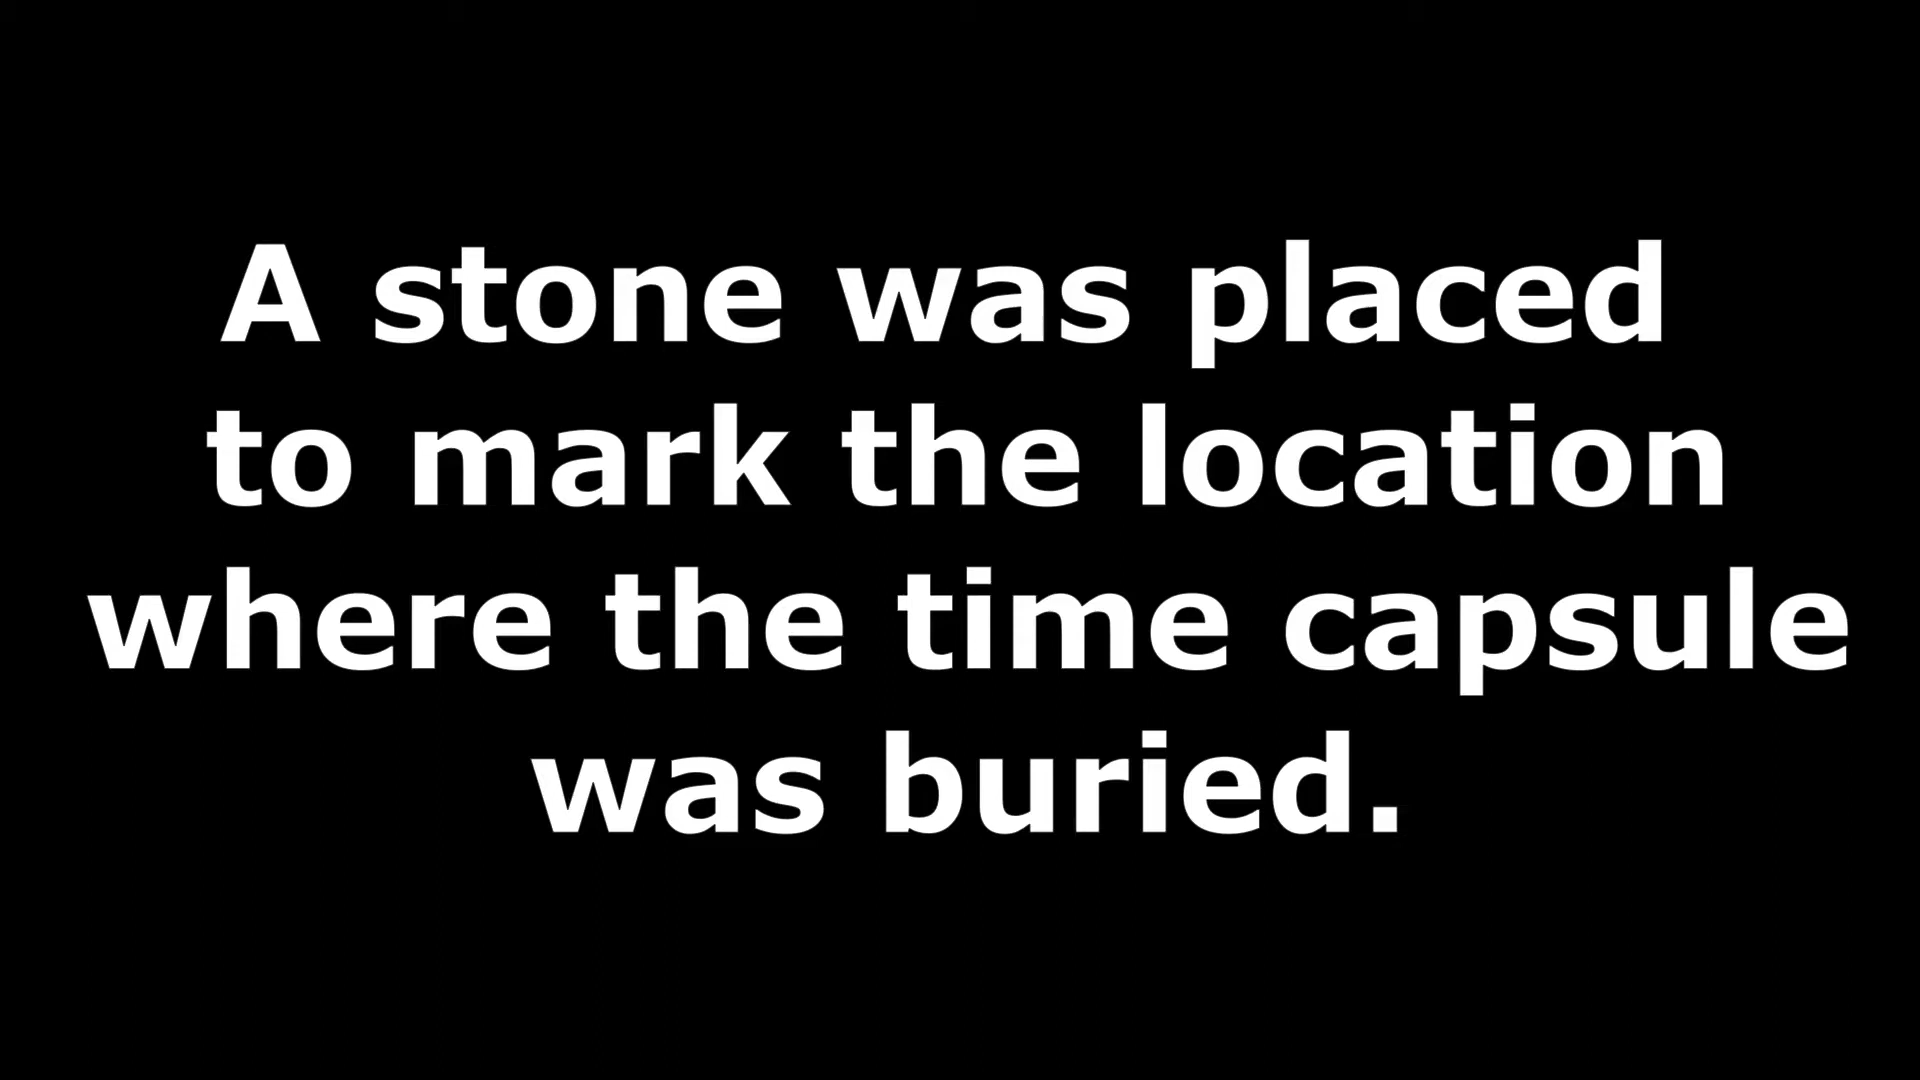 A stone was placed
to mark the location
where the time capsule
was buried.